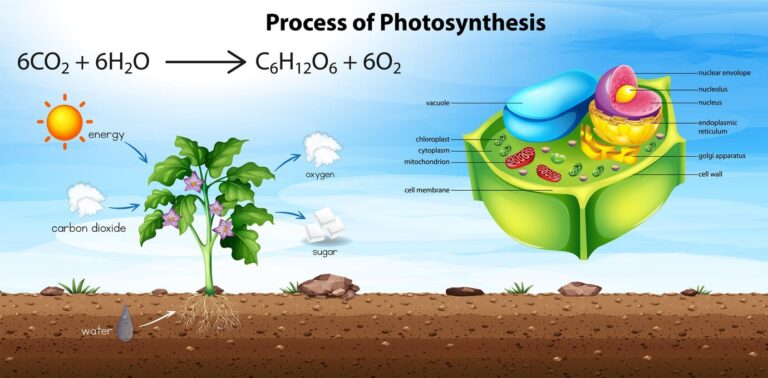 Process of Photosynthesis
6CO₂ + 6H₂O ⟶ C₆H₁₂O₆ + 6O₂
energy
oxygen
carbon dioxide
sugar
water
vacuole
chloroplast
cytoplasm
mitochondrion
cell membrane
nuclear envolope
nucleolus
nucleus
endoplasmic
reticulum
golgi apparatus
cell wall